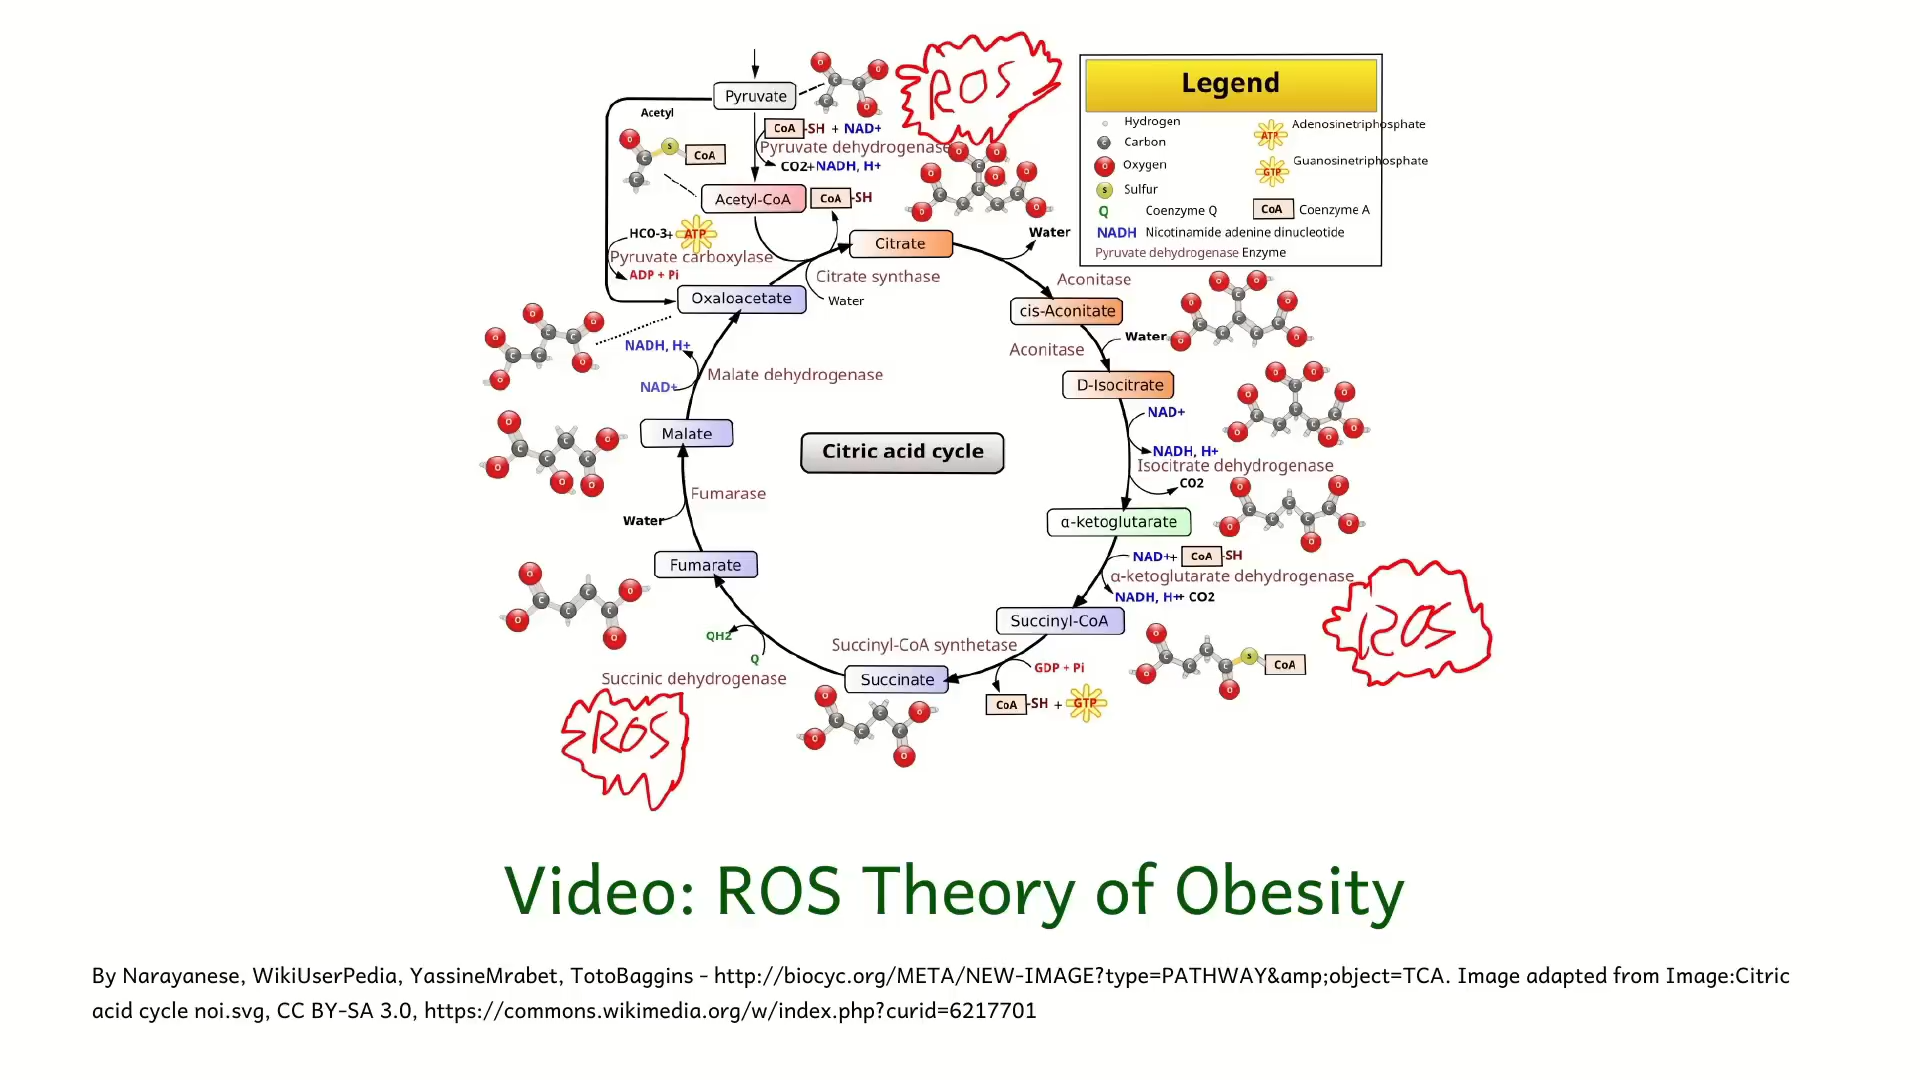 Pyruvate
ROS
Legend
Acetyl
Hydrogen
Adenosinetriphosphate
ATP
Carbon
CoA-SH + NAD+
Pyruvate dehydrogenase
CO2+NADH, H+
S CoA
Oxygen
Guanosinetriphosphate
GTP
S Sulfur
Acetyl-CoA
CoA-SH
Q Coenzyme Q
CoA Coenzyme A
HCO-3+ ATP
NADH Nicotinamide adenine dinucleotide
Pyruvate carboxylase
Pyruvate dehydrogenase Enzyme
ADP + Pi
Citrate
Water
Citrate synthase
Aconitase
Oxaloacetate
Water
cis-Aconitate
NADH, H+
Water
Aconitase
NAD+
Malate dehydrogenase
D-Isocitrate
NAD+
Malate
Citric acid cycle
NADH, H+
Isocitrate dehydrogenase
CO2
Fumarase
Water
α-ketoglutarate
NAD++ CoA-SH
Fumarate
α-ketoglutarate dehydrogenase
NADH, H++ CO2
Succinyl-CoA
ROS
QH2
Q
Succinyl-CoA synthetase
GDP + Pi
S CoA
Succinic dehydrogenase
Succinate
CoA-SH + GTP
ROS
Video: ROS Theory of Obesity
By Narayanese, WikiUserPedia, YassineMrabet, TotoBaggins - http://biocyc.org/META/NEW-IMAGE?type=PATHWAY&amp;object=TCA. Image adapted from Image:Citric
acid cycle noi.svg, CC BY-SA 3.0, https://commons.wikimedia.org/w/index.php?curid=6217701